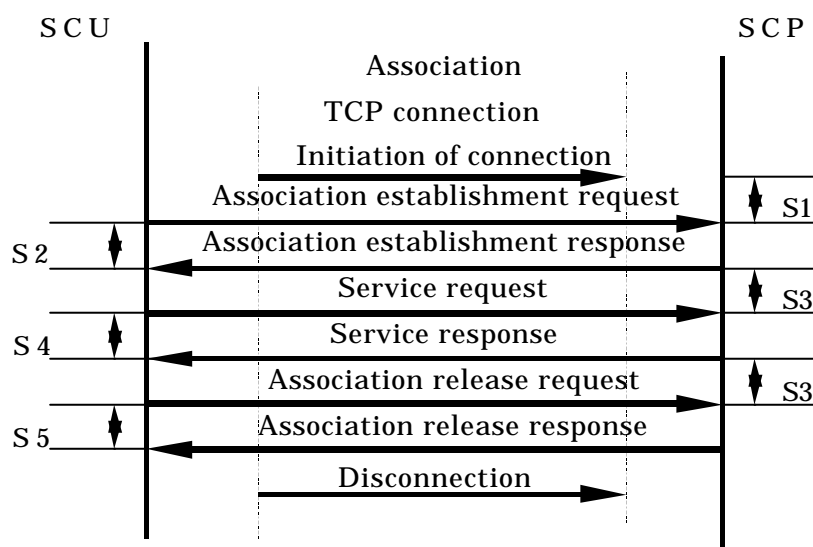 SCU
SCP
Association
TCP connection
Initiation of connection
Association establishment request
S1
Association establishment response
S2
Service request
S3
Service response
S4
Association release request
S3
Association release response
S5
Disconnection